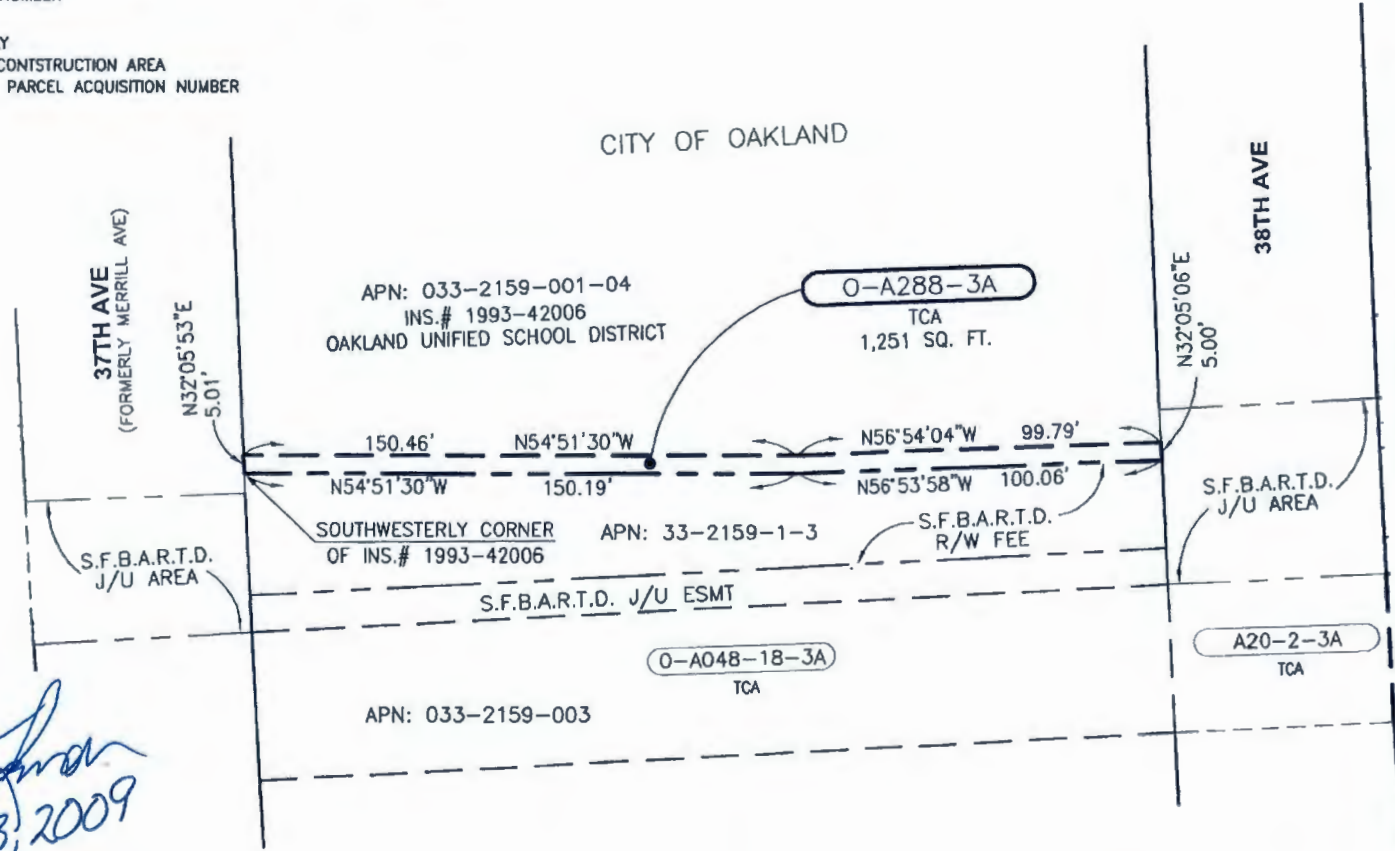 Y
CONTSTRUCTION AREA
PARCEL ACQUISITION NUMBER
CITY OF OAKLAND
37TH AVE
(FORMERLY MERRILL AVE)
N32°05'53"E
5.01'
APN: 033-2159-001-04
INS.# 1993-42006
OAKLAND UNIFIED SCHOOL DISTRICT
O-A288-3A
TCA
1,251 SQ. FT.
N32°05'06"E
5.00'
38TH AVE
150.46' N54°51'30"W N56°54'04"W 99.79'
N54°51'30"W 150.19' N56°53'58"W 100.06'
SOUTHWESTERLY CORNER
OF INS.# 1993-42006
APN: 33-2159-1-3
S.F.B.A.R.T.D.
R/W FEE
S.F.B.A.R.T.D.
J/U AREA
S.F.B.A.R.T.D.
J/U AREA
S.F.B.A.R.T.D. J/U ESMT
O-A048-18-3A
TCA
A20-2-3A
TCA
APN: 033-2159-003
3, 2009